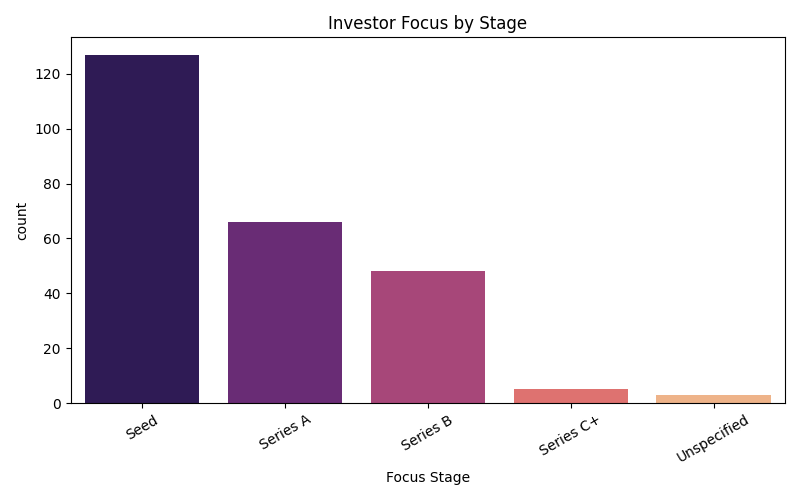 Investor Focus by Stage
120
100
80
60
40
20
0
count
Seed
Series A
Series B
Series C+
Unspecified
Focus Stage